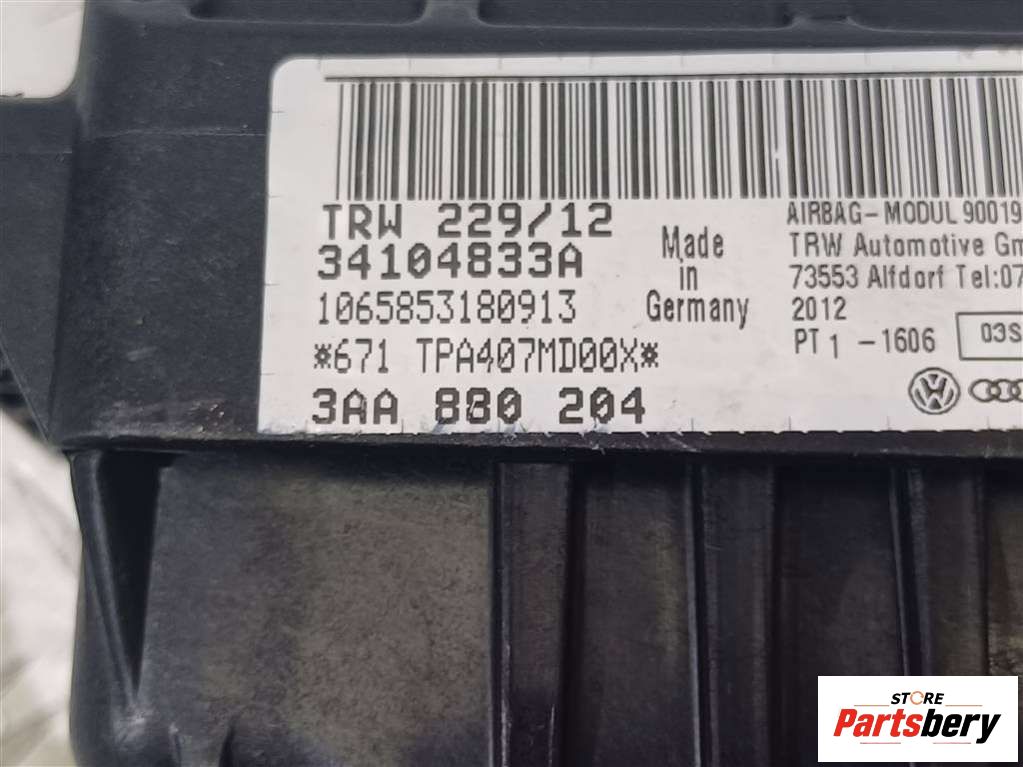 TRW 229/12
34104833A
1065853180913
*671 TPA407MD00X*
3AA 880 204
Made
in
Germany
AIRBAG-MODUL 90019
TRW Automotive Gm
73553 Alfdorf Tel:07
2012
PT 1 -1606
03S
STORE
Partsbery